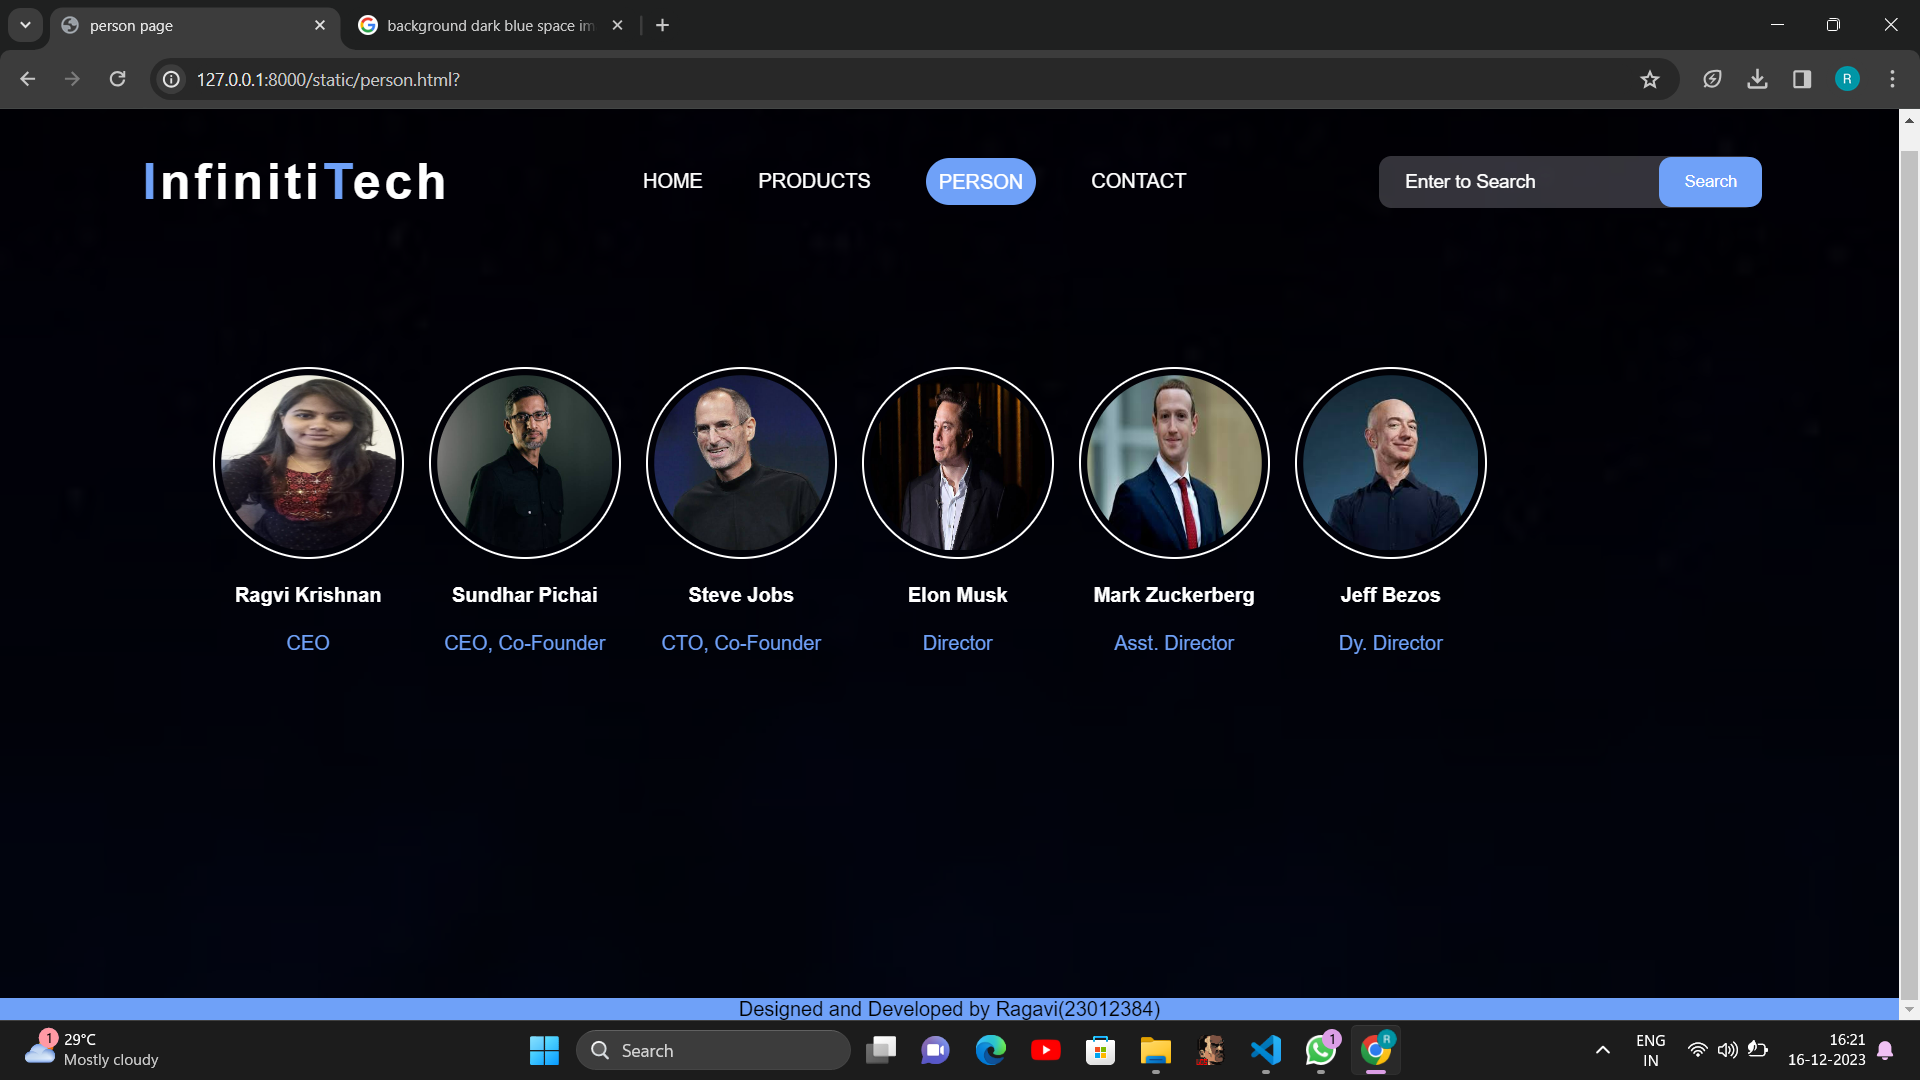 person page
background dark blue space im
127.0.0.1:8000/static/person.html?
R
InfinitiTech
HOME PRODUCTS PERSON CONTACT
Enter to Search
Search
Ragvi Krishnan Sundhar Pichai Steve Jobs Elon Musk Mark Zuckerberg Jeff Bezos
CEO CEO, Co-Founder CTO, Co-Founder Director Asst. Director Dy. Director
Designed and Developed by Ragavi(23012384)
1
29°C
Mostly cloudy
Search
1
R
ENG
IN
16:21
16-12-2023